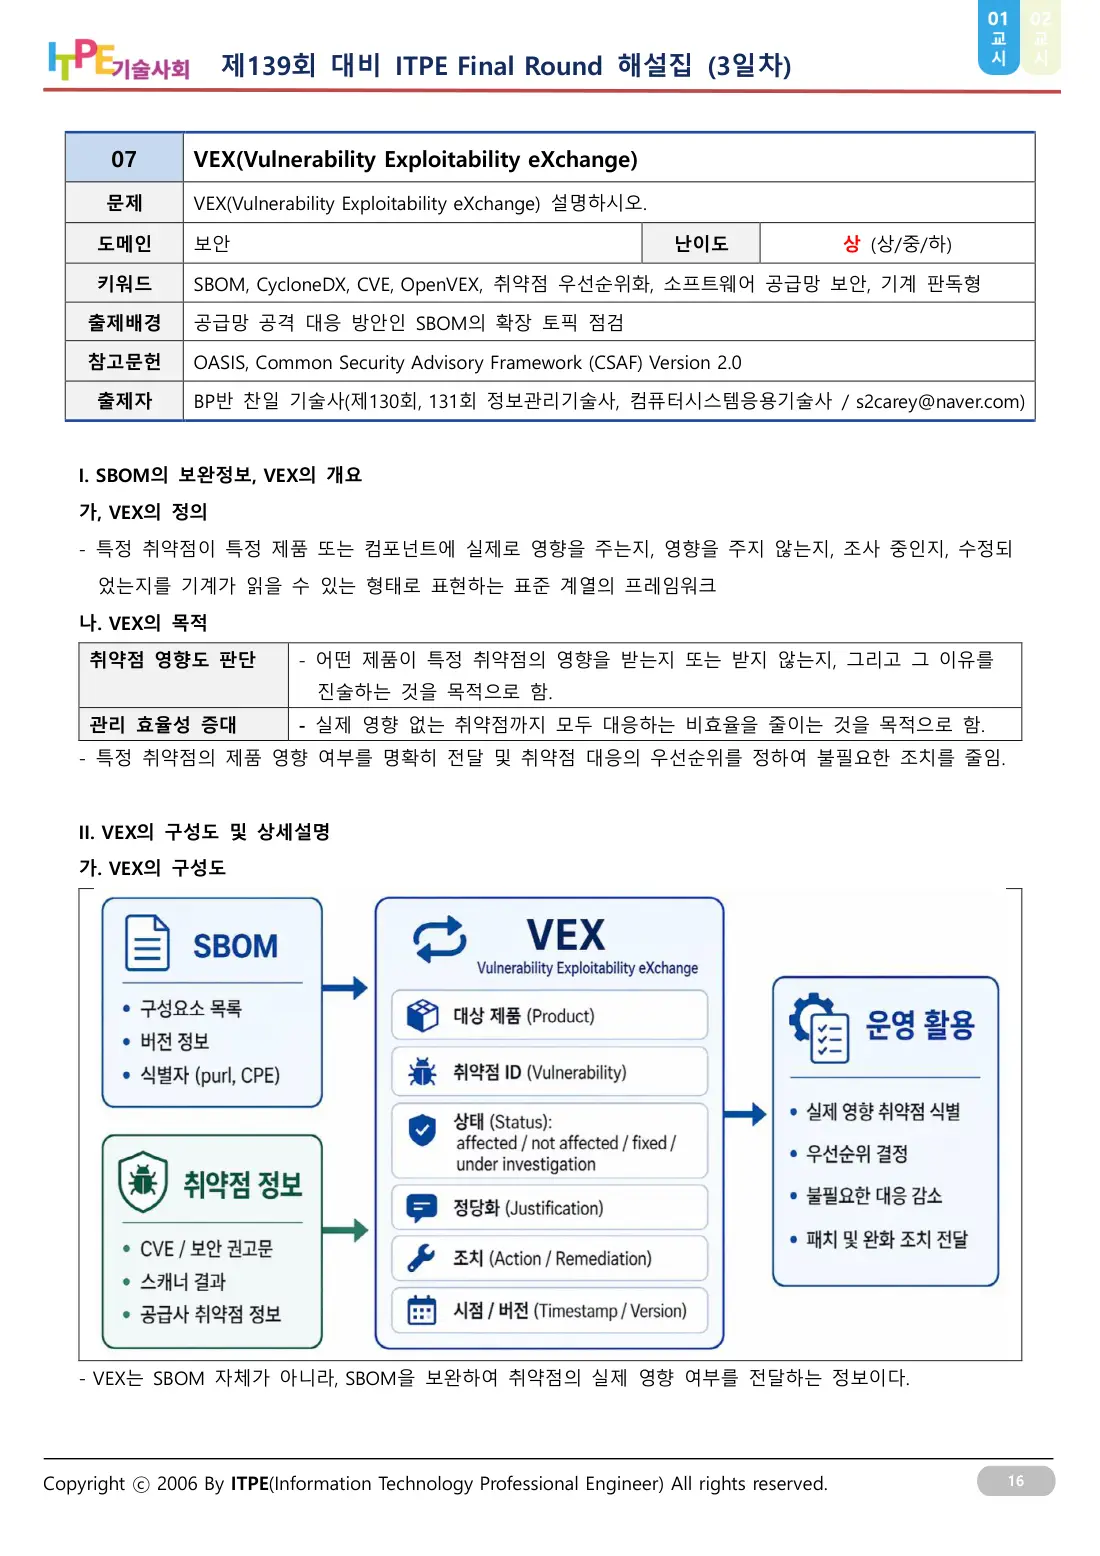 01
교
시
02
교
시
ITPE기술사회 제139회 대비 ITPE Final Round 해설집 (3일차)
07 VEX(Vulnerability Exploitability eXchange)
문제 VEX(Vulnerability Exploitability eXchange) 설명하시오.
도메인 보안 난이도 상 (상/중/하)
키워드 SBOM, CycloneDX, CVE, OpenVEX, 취약점 우선순위화, 소프트웨어 공급망 보안, 기계 판독형
출제배경 공급망 공격 대응 방안인 SBOM의 확장 토픽 점검
참고문헌 OASIS, Common Security Advisory Framework (CSAF) Version 2.0
출제자 BP반 찬일 기술사(제130회, 131회 정보관리기술사, 컴퓨터시스템응용기술사 / s2carey@naver.com)
I. SBOM의 보완정보, VEX의 개요
가, VEX의 정의
- 특정 취약점이 특정 제품 또는 컴포넌트에 실제로 영향을 주는지, 영향을 주지 않는지, 조사 중인지, 수정되
었는지를 기계가 읽을 수 있는 형태로 표현하는 표준 계열의 프레임워크
나. VEX의 목적
취약점 영향도 판단 - 어떤 제품이 특정 취약점의 영향을 받는지 또는 받지 않는지, 그리고 그 이유를
진술하는 것을 목적으로 함.
관리 효율성 증대 - 실제 영향 없는 취약점까지 모두 대응하는 비효율을 줄이는 것을 목적으로 함.
- 특정 취약점의 제품 영향 여부를 명확히 전달 및 취약점 대응의 우선순위를 정하여 불필요한 조치를 줄임.
II. VEX의 구성도 및 상세설명
가. VEX의 구성도
SBOM
• 구성요소 목록
• 버전 정보
• 식별자 (purl, CPE)
취약점 정보
• CVE / 보안 권고문
• 스캐너 결과
• 공급사 취약점 정보
VEX
Vulnerability Exploitability eXchange
대상 제품 (Product)
취약점 ID (Vulnerability)
상태 (Status):
affected / not affected / fixed /
under investigation
정당화 (Justification)
조치 (Action / Remediation)
시점 / 버전 (Timestamp / Version)
운영 활용
• 실제 영향 취약점 식별
• 우선순위 결정
• 불필요한 대응 감소
• 패치 및 완화 조치 전달
- VEX는 SBOM 자체가 아니라, SBOM을 보완하여 취약점의 실제 영향 여부를 전달하는 정보이다.
Copyright ⓒ 2006 By ITPE(Information Technology Professional Engineer) All rights reserved.
16